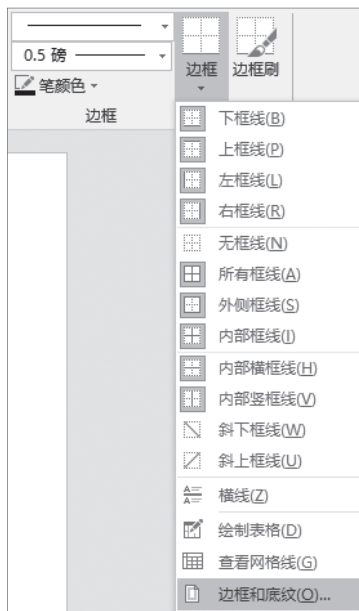 0.5 磅
笔颜色
边框
边框刷
边框
下框线(B)
上框线(P)
左框线(L)
右框线(R)
无框线(N)
所有框线(A)
外侧框线(S)
内部框线(I)
内部横框线(H)
内部竖框线(V)
斜下框线(W)
斜上框线(U)
横线(Z)
绘制表格(D)
查看网格线(G)
边框和底纹(O)...